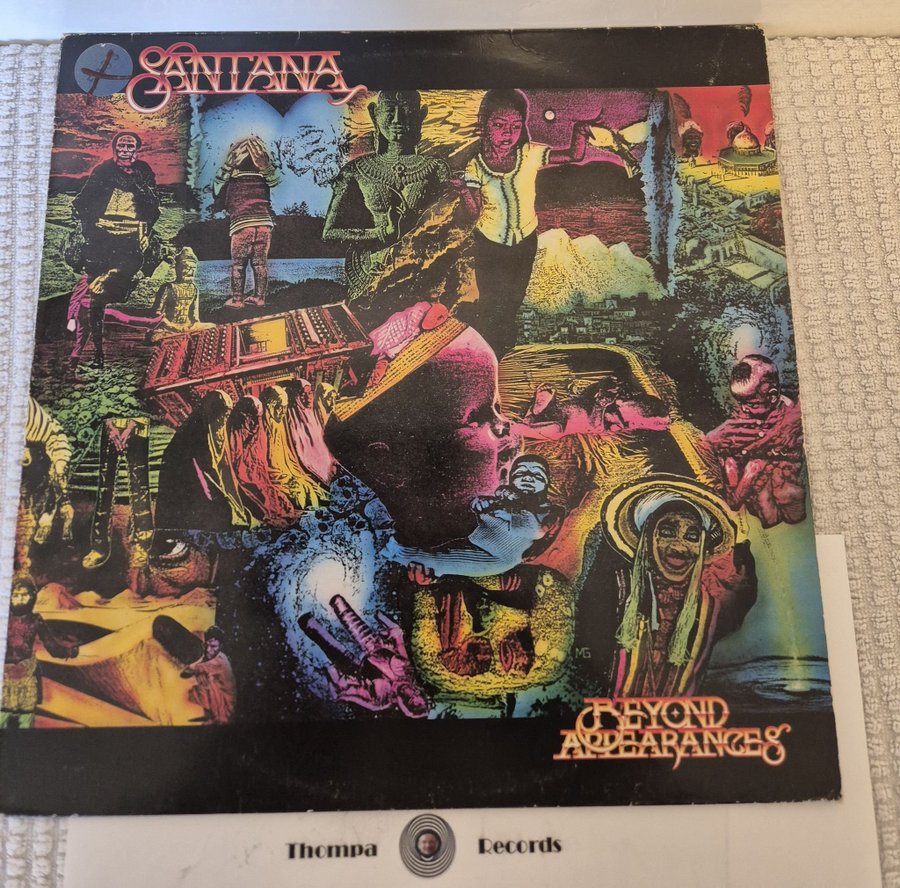 SANTANA
MG
BEYOND
APPEARANCES
Thompa Records